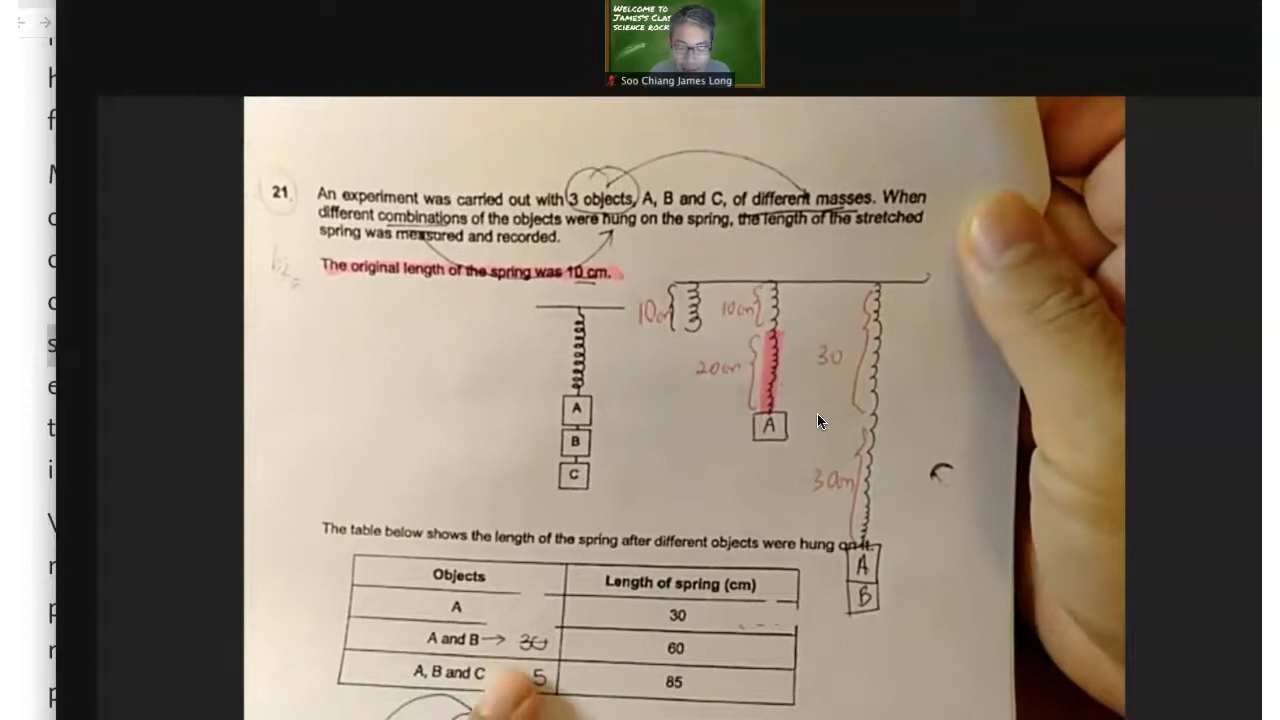 WELCOME TO
JAMES'S CLAS
SCIENCE ROCK
Soo Chiang James Long
21. An experiment was carried out with 3 objects, A, B and C, of different masses. When
different combinations of the objects were hung on the spring, the length of the stretched
spring was measured and recorded.
The original length of the spring was 10 cm.
10cm
10cm
20cm
30
30cm
A
B
C
A
A
B
The table below shows the length of the spring after different objects were hung on it.
Objects Length of spring (cm)
A 30
A and B → 30 60
A, B and C 5 85